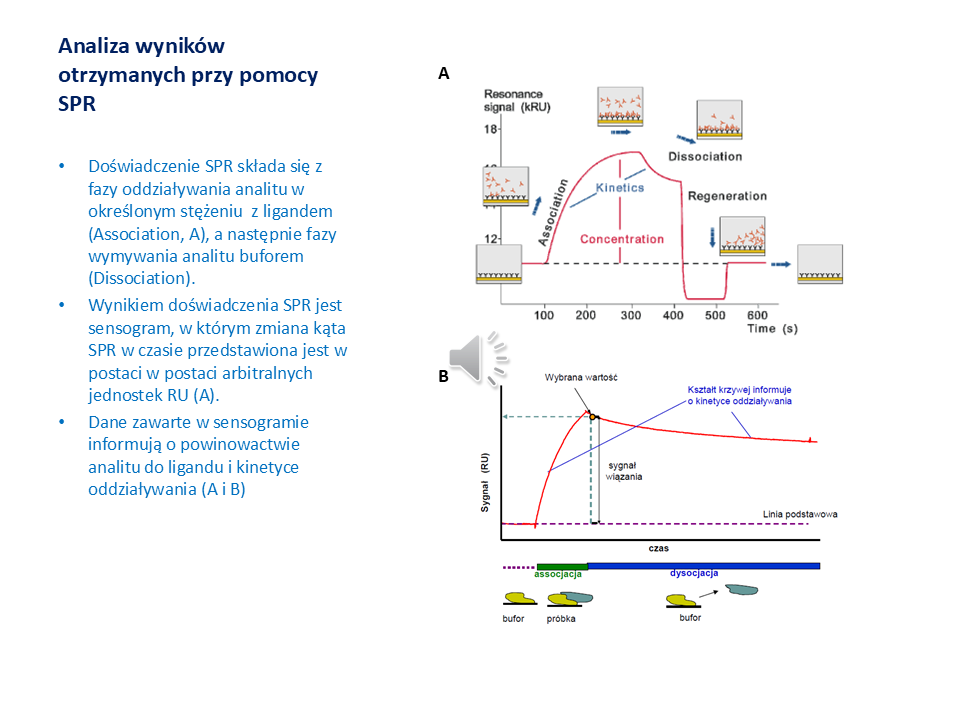 Analiza wyników
otrzymanych przy pomocy
SPR
• Doświadczenie SPR składa się z
fazy oddziaływania analitu w
określonym stężeniu z ligandem
(Association, A), a następnie fazy
wymywania analitu buforem
(Dissociation).
• Wynikiem doświadczenia SPR jest
sensogram, w którym zmiana kąta
SPR w czasie przedstawiona jest w
postaci w postaci arbitralnych
jednostek RU (A).
• Dane zawarte w sensogramie
informują o powinowactwie
analitu do ligandu i kinetyce
oddziaływania (A i B)
A
Resonance
signal (kRU)
18
12
Association
Kinetics
Concentration
Dissociation
Regeneration
100 200 300 400 500 600
Time (s)
B
Wybrana wartość
Kształt krzywej informuje
o kinetyce oddziaływania
sygnał
wiązania
Sygnał (RU)
Linia podstawowa
czas
assocjacja
dysocjacja
bufor
próbka
bufor